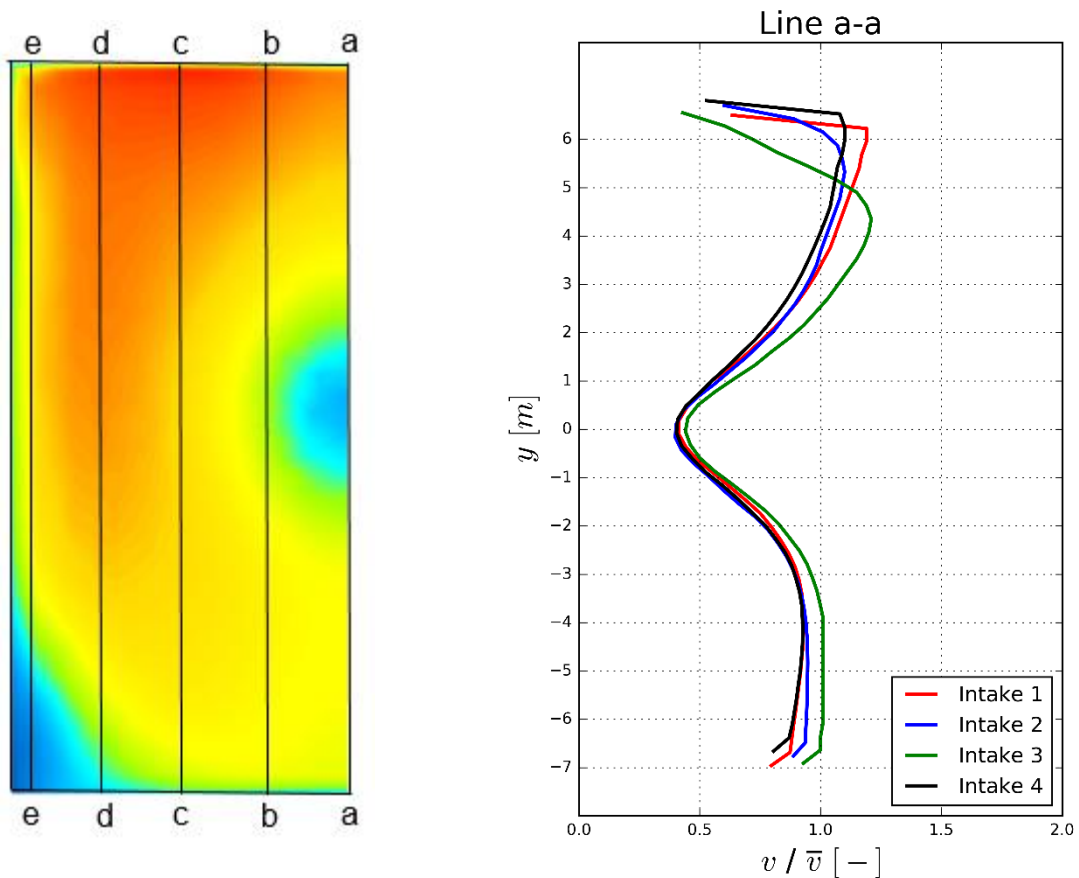 e d c b a
e d c b a
Line a-a
6
5
4
3
2
1
0
−1
−2
−3
−4
−5
−6
−7
y [m]
0.0 0.5 1.0 1.5 2.0
v / v̅ [−]
Intake 1
Intake 2
Intake 3
Intake 4